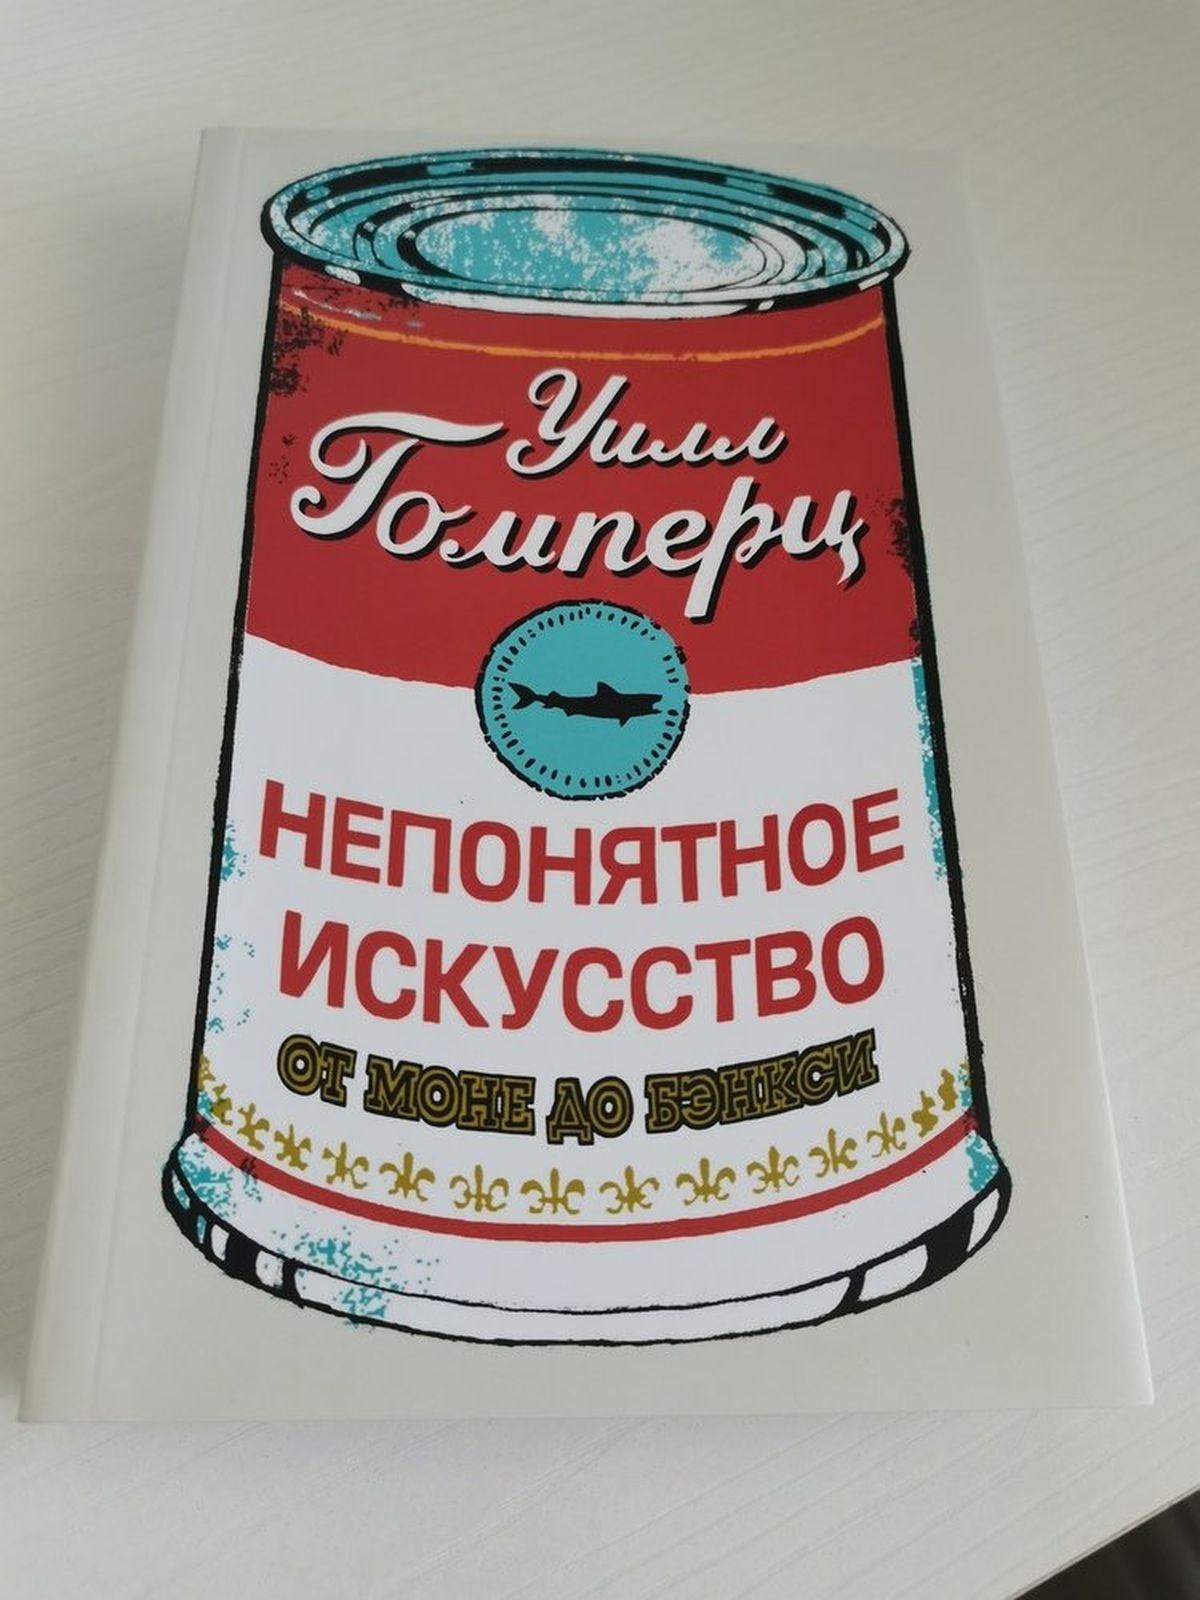 Уилл
Гомперц
НЕПОНЯТНОЕ
ИСКУССТВО
ОТ МОНЕ ДО БЭНКСИ